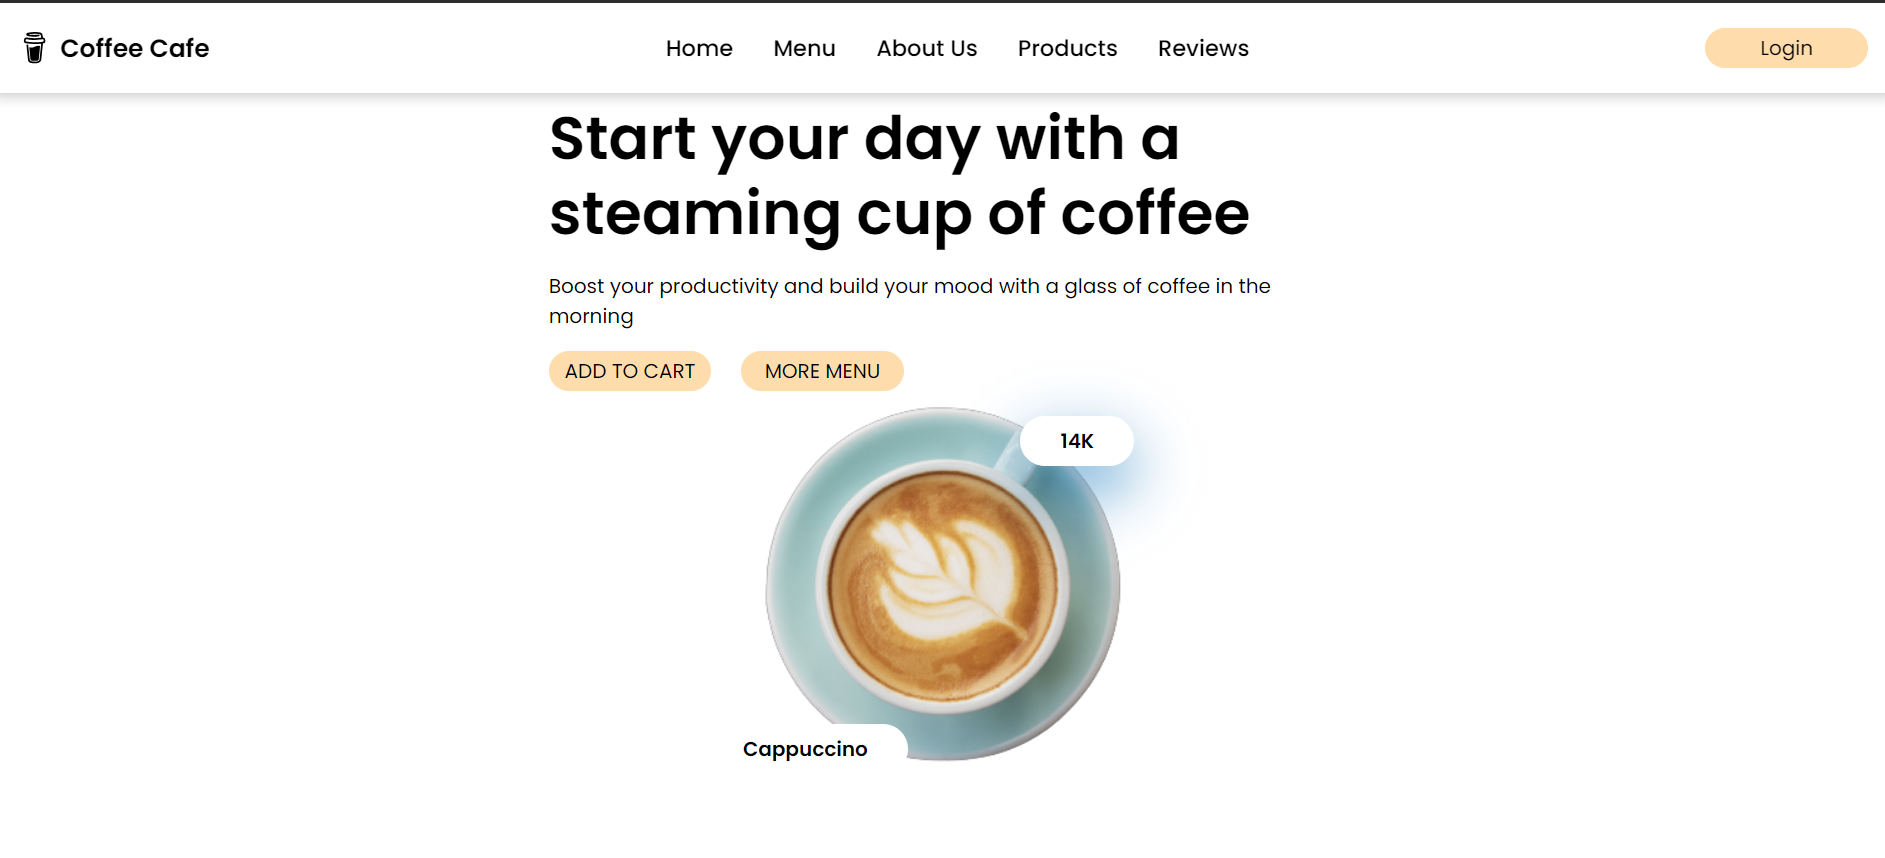 Coffee Cafe
Home Menu About Us Products Reviews
Login
Start your day with a
steaming cup of coffee
Boost your productivity and build your mood with a glass of coffee in the
morning
ADD TO CART MORE MENU
14K
Cappuccino